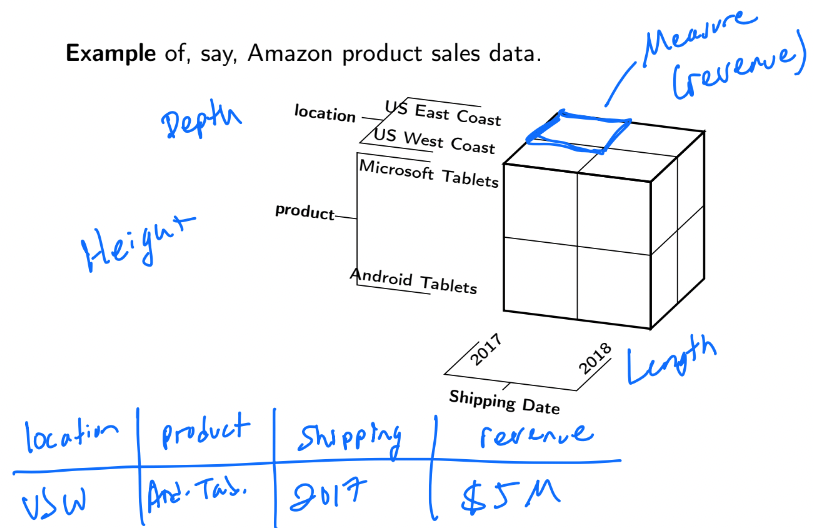 Measure
(revenue)
Example of, say, Amazon product sales data.
Depth
location
US East Coast
US West Coast
Microsoft Tablets
product
Height
Android Tablets
2017
2018
Length
Shipping Date
location product shipping revenue
USW And. Tab. 2017 $5M